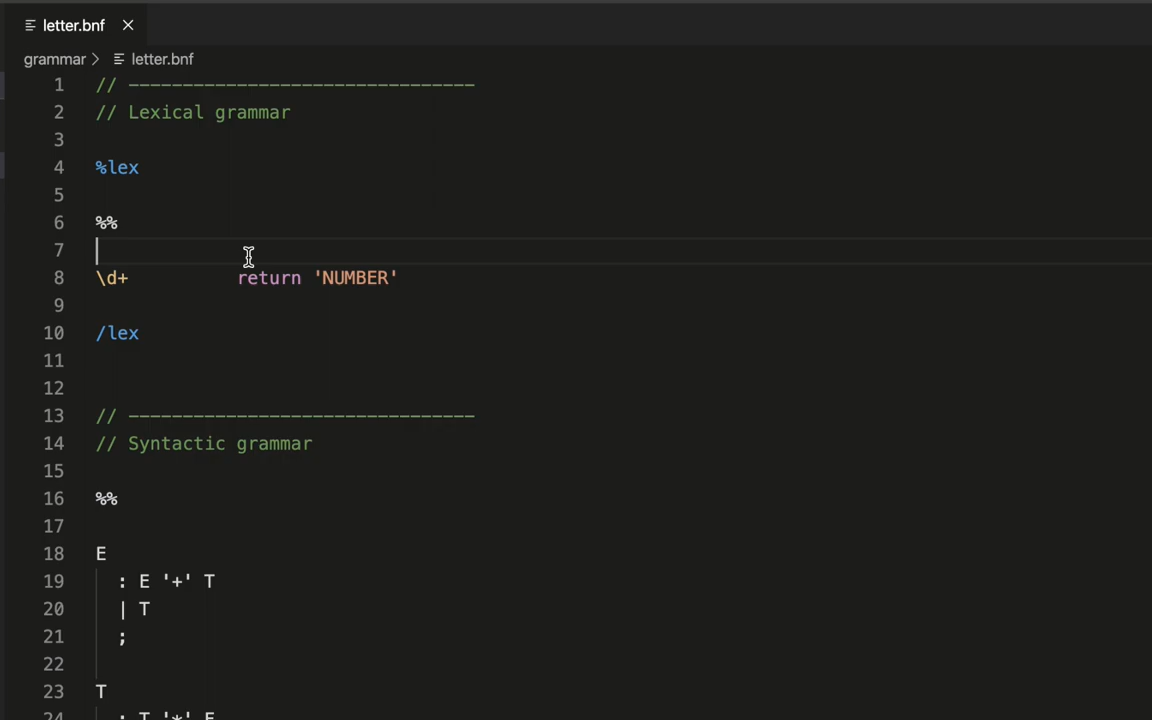 letter.bnf
grammar > letter.bnf
1 // --------------------------------
2 // Lexical grammar
3
4 %lex
5
6 %%
7
8 \d+ return 'NUMBER'
9
10 /lex
11
12
13 // --------------------------------
14 // Syntactic grammar
15
16 %%
17
18 E
19 : E '+' T
20 | T
21 ;
22
23 T
24 : T '*' F